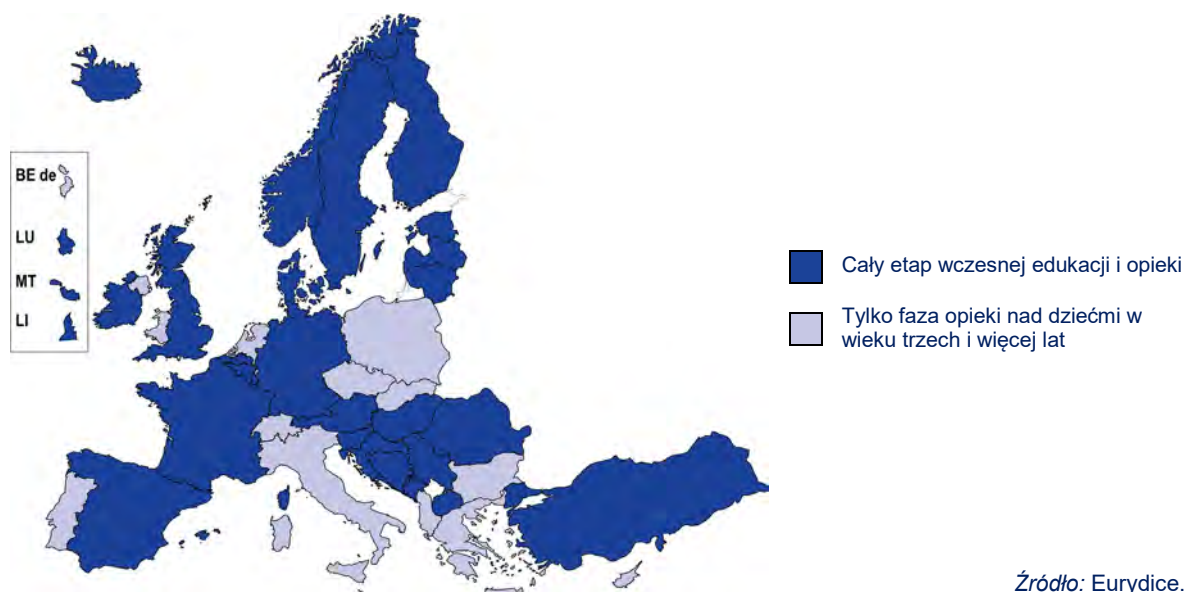 BE de
LU
MT
LI
Cały etap wczesnej edukacji i opieki
Tylko faza opieki nad dziećmi w
wieku trzech i więcej lat
Źródło: Eurydice.